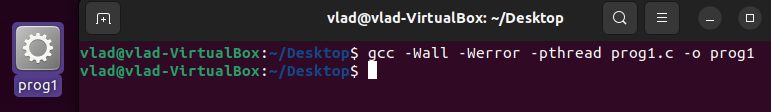 vlad@vlad-VirtualBox: ~/Desktop
vlad@vlad-VirtualBox:~/Desktop$ gcc -Wall -Werror -pthread prog1.c -o prog1
vlad@vlad-VirtualBox:~/Desktop$
prog1